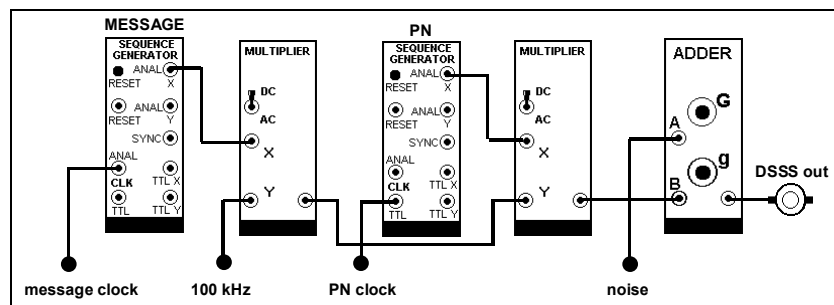 MESSAGE
SEQUENCE
GENERATOR
ANAL
X
RESET
ANAL
RESET
Y
SYNC
ANAL
CLK
TTL X
TTL
TTL Y
MULTIPLIER
DC
AC
X
Y
PN
SEQUENCE
GENERATOR
ANAL
X
RESET
ANAL
RESET
Y
SYNC
ANAL
CLK
TTL X
TTL
TTL Y
MULTIPLIER
DC
AC
X
Y
ADDER
G
A
g
B
DSSS out
message clock
100 kHz
PN clock
noise